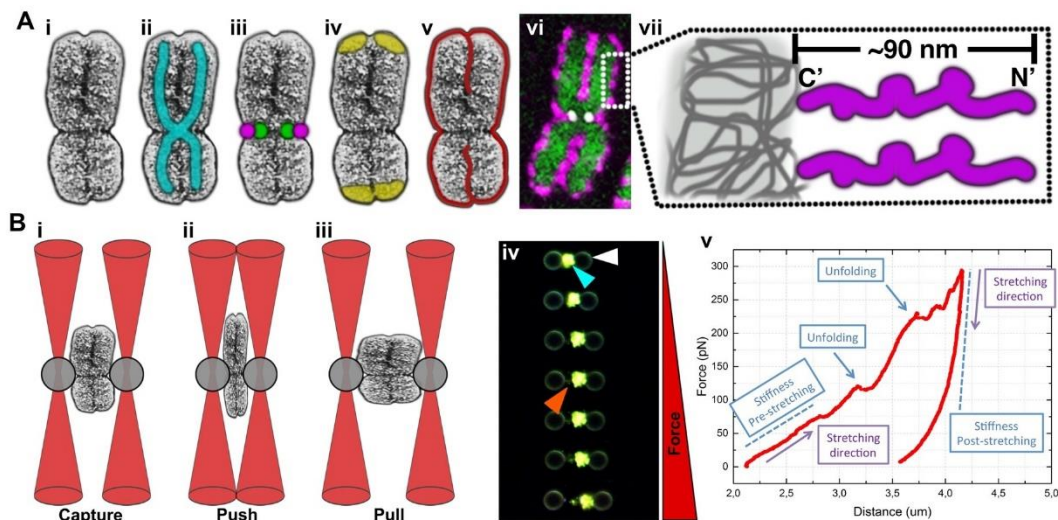 A
i
ii
iii
iv
v
vi
vii
~90 nm
C’
N’
B
i
Capture
ii
Push
iii
Pull
iv
Force
v
Force (pN)
300
250
200
150
100
50
0
2,0
2,5
3,0
3,5
4,0
4,5
5,0
Distance (um)
Unfolding
Unfolding
Stiffness
Pre-stretching
Stretching
direction
Stretching
direction
Stiffness
Post-stretching